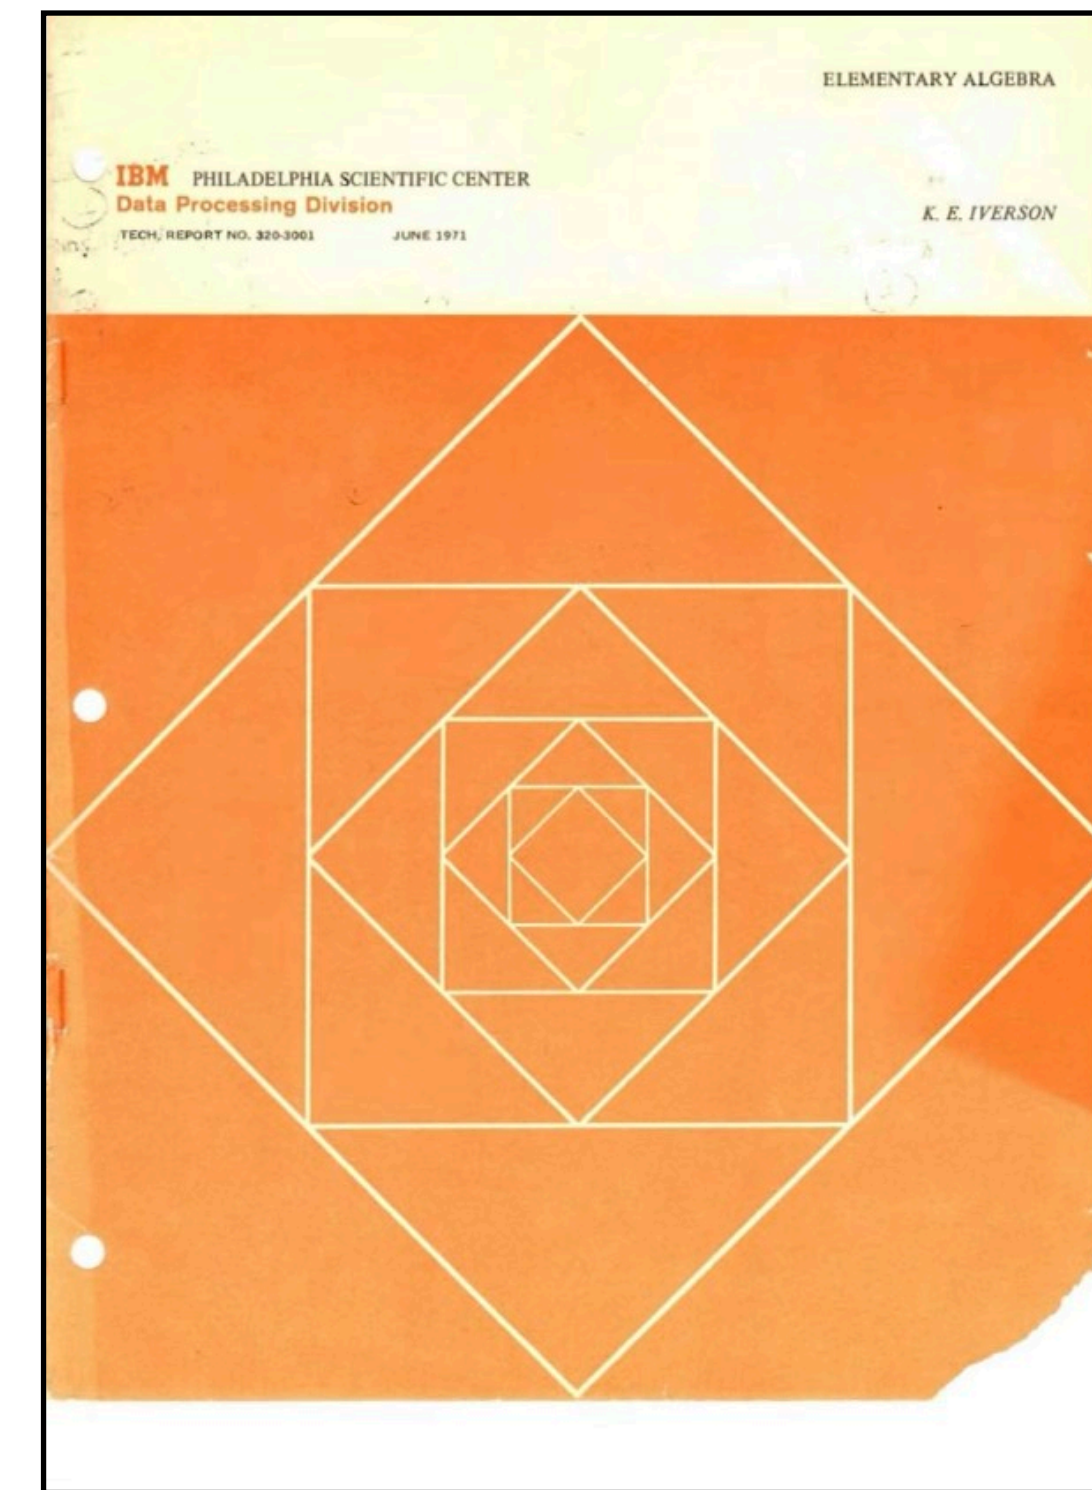 ELEMENTARY ALGEBRA
IBM PHILADELPHIA SCIENTIFIC CENTER
Data Processing Division
K. E. IVERSON
TECH. REPORT NO. 320-3001 JUNE 1971